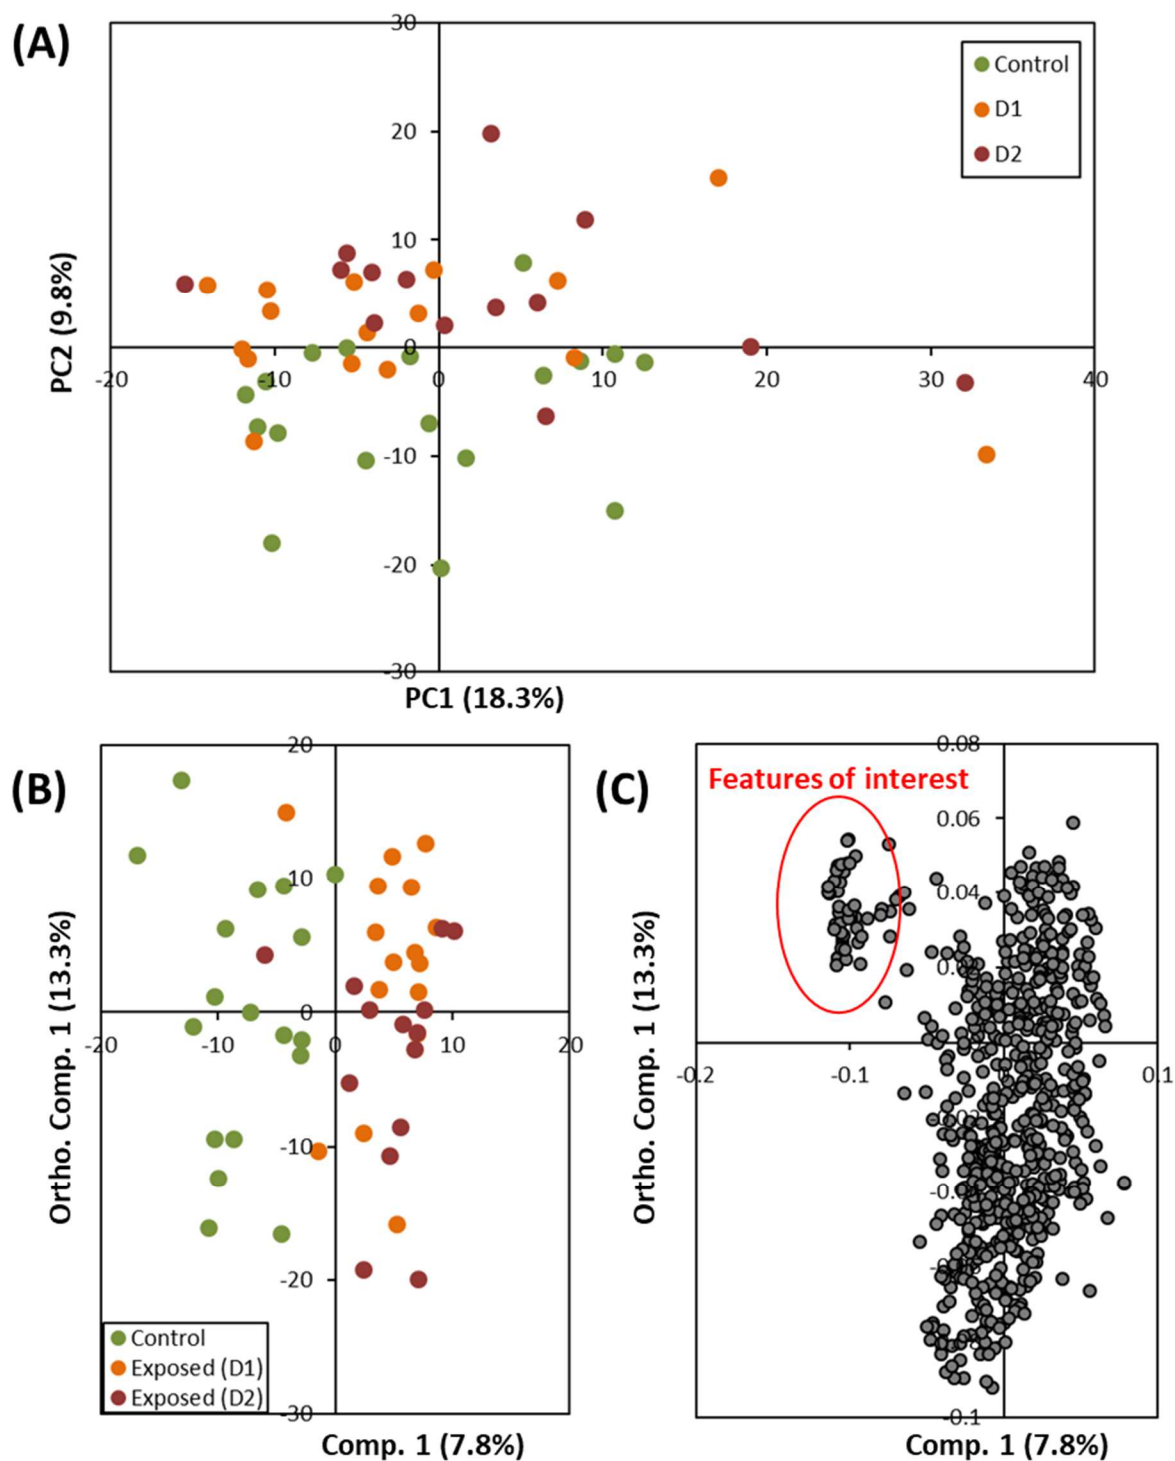 (A)
30
20
10
0
-10
-20
-30
-20
-10
0
10
20
30
40
PC2 (9.8%)
PC1 (18.3%)
Control
D1
D2
(B)
20
10
0
-10
-20
-30
-20
-10
0
10
20
Ortho. Comp. 1 (13.3%)
Comp. 1 (7.8%)
Control
Exposed (D1)
Exposed (D2)
(C)
Features of interest
0.08
0.06
0.04
-0.1
-0.2
-0.1
0.1
Ortho. Comp. 1 (13.3%)
Comp. 1 (7.8%)